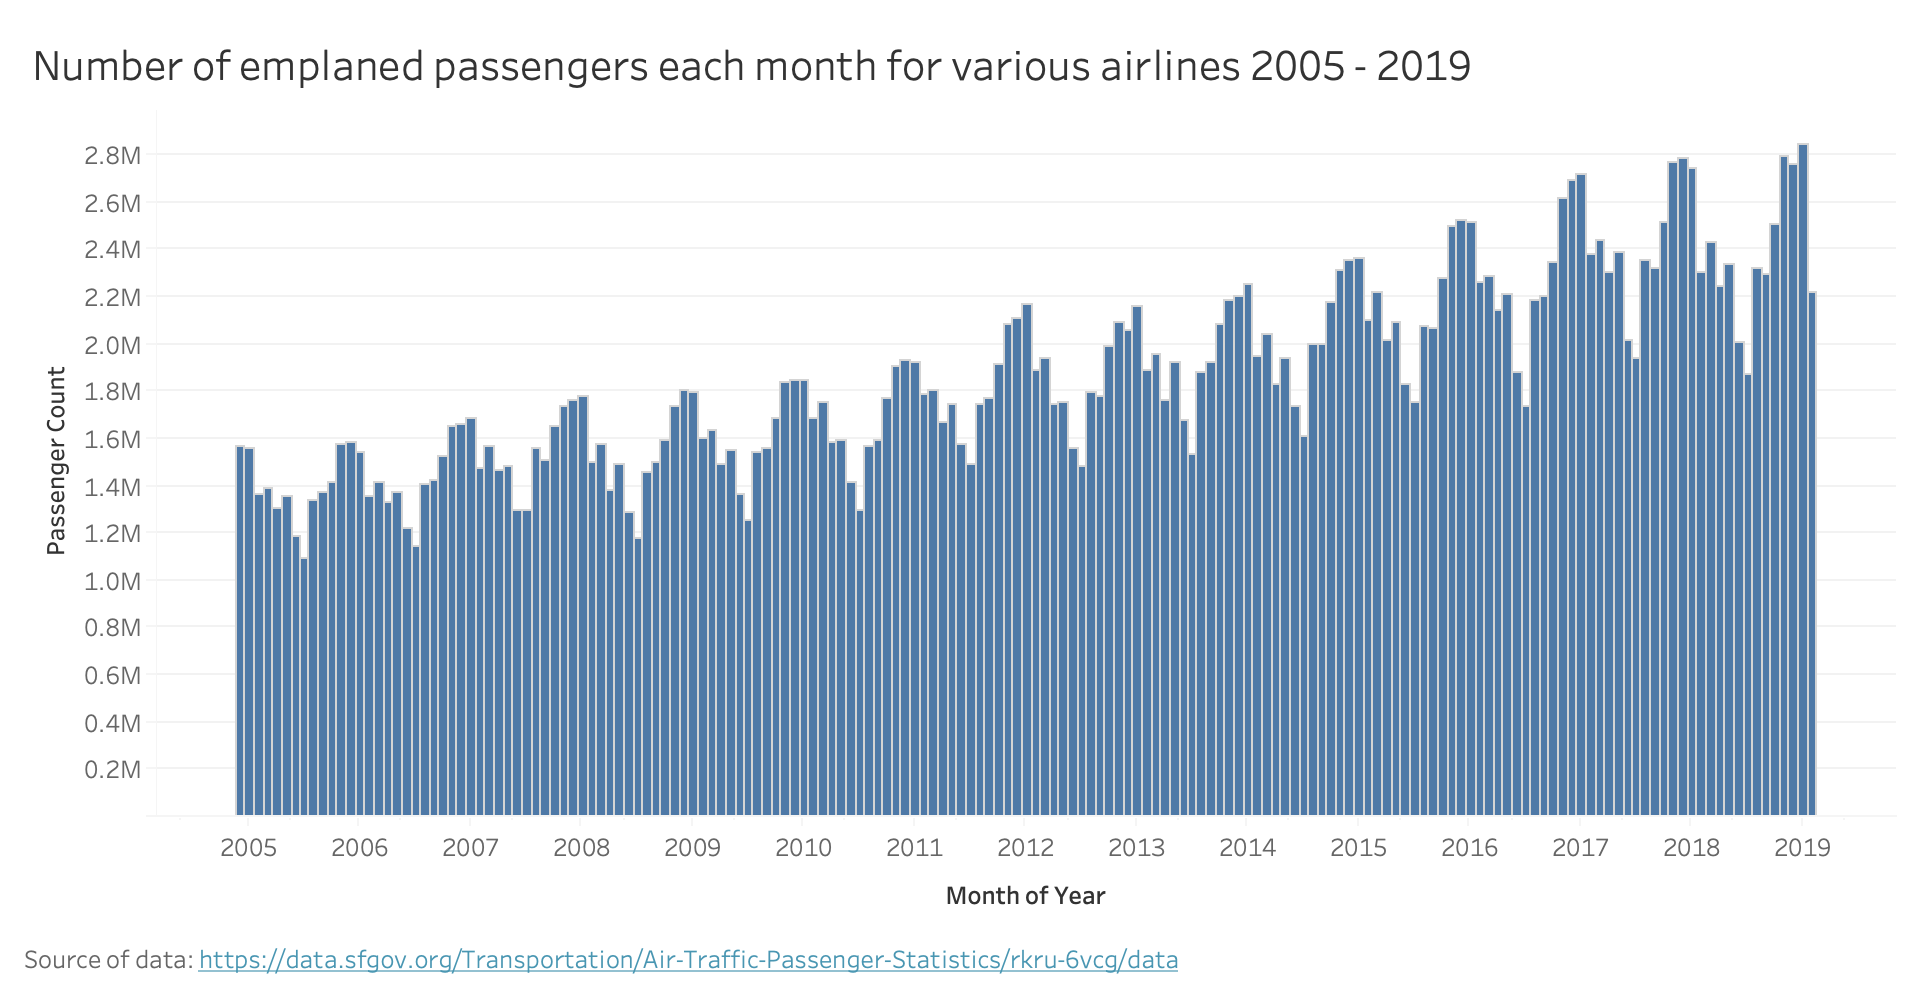 Number of emplaned passengers each month for various airlines 2005 - 2019
2.8M
2.6M
2.4M
2.2M
2.0M
1.8M
1.6M
1.4M
1.2M
1.0M
0.8M
0.6M
0.4M
0.2M
Passenger Count
2005 2006 2007 2008 2009 2010 2011 2012 2013 2014 2015 2016 2017 2018 2019
Month of Year
Source of data: https://data.sfgov.org/Transportation/Air-Traffic-Passenger-Statistics/rkru-6vcg/data